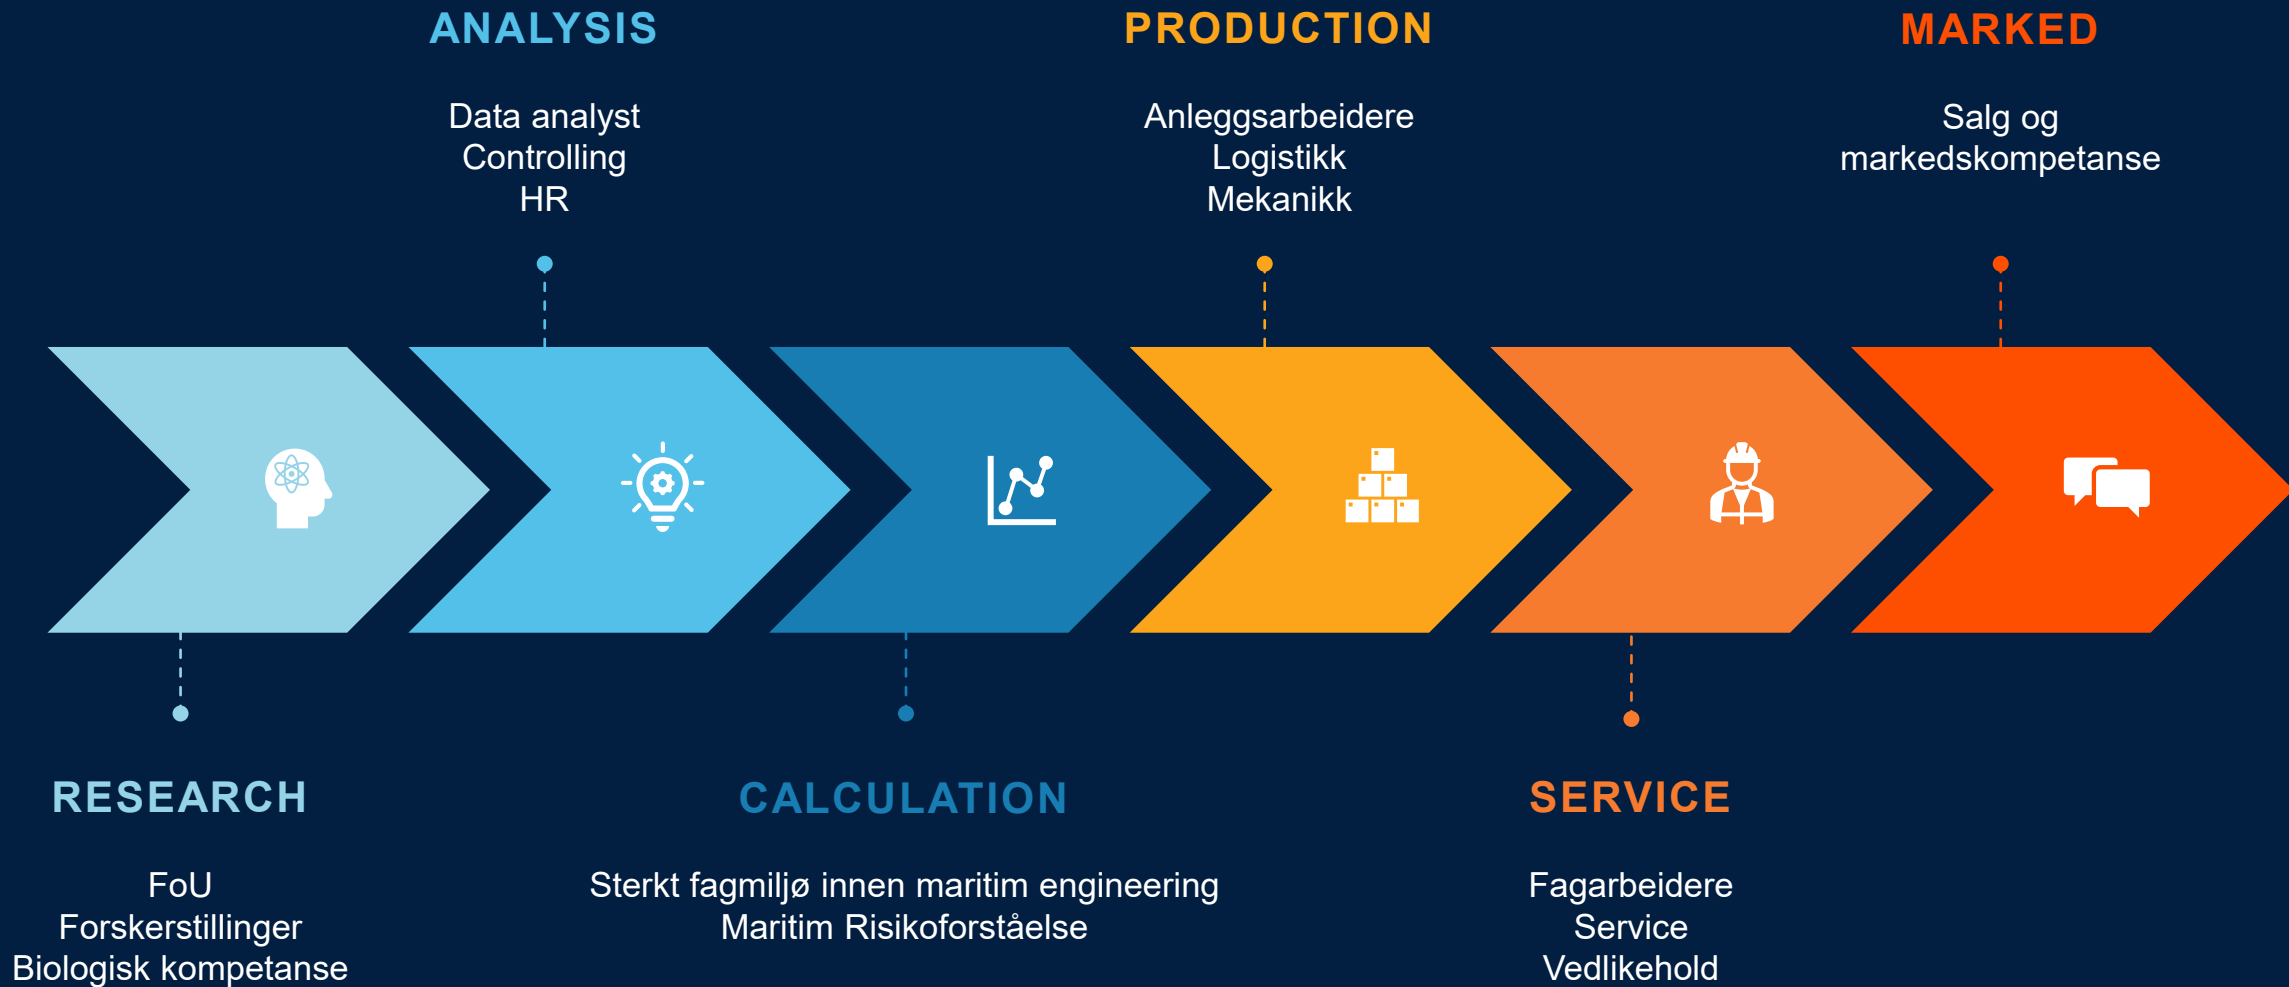 ANALYSIS
Data analyst
Controlling
HR
PRODUCTION
Anleggsarbeidere
Logistikk
Mekanikk
MARKED
Salg og
markedskompetanse
RESEARCH
FoU
Forskerstillinger
Biologisk kompetanse
CALCULATION
Sterkt fagmiljø innen maritim engineering
Maritim Risikoforståelse
SERVICE
Fagarbeidere
Service
Vedlikehold